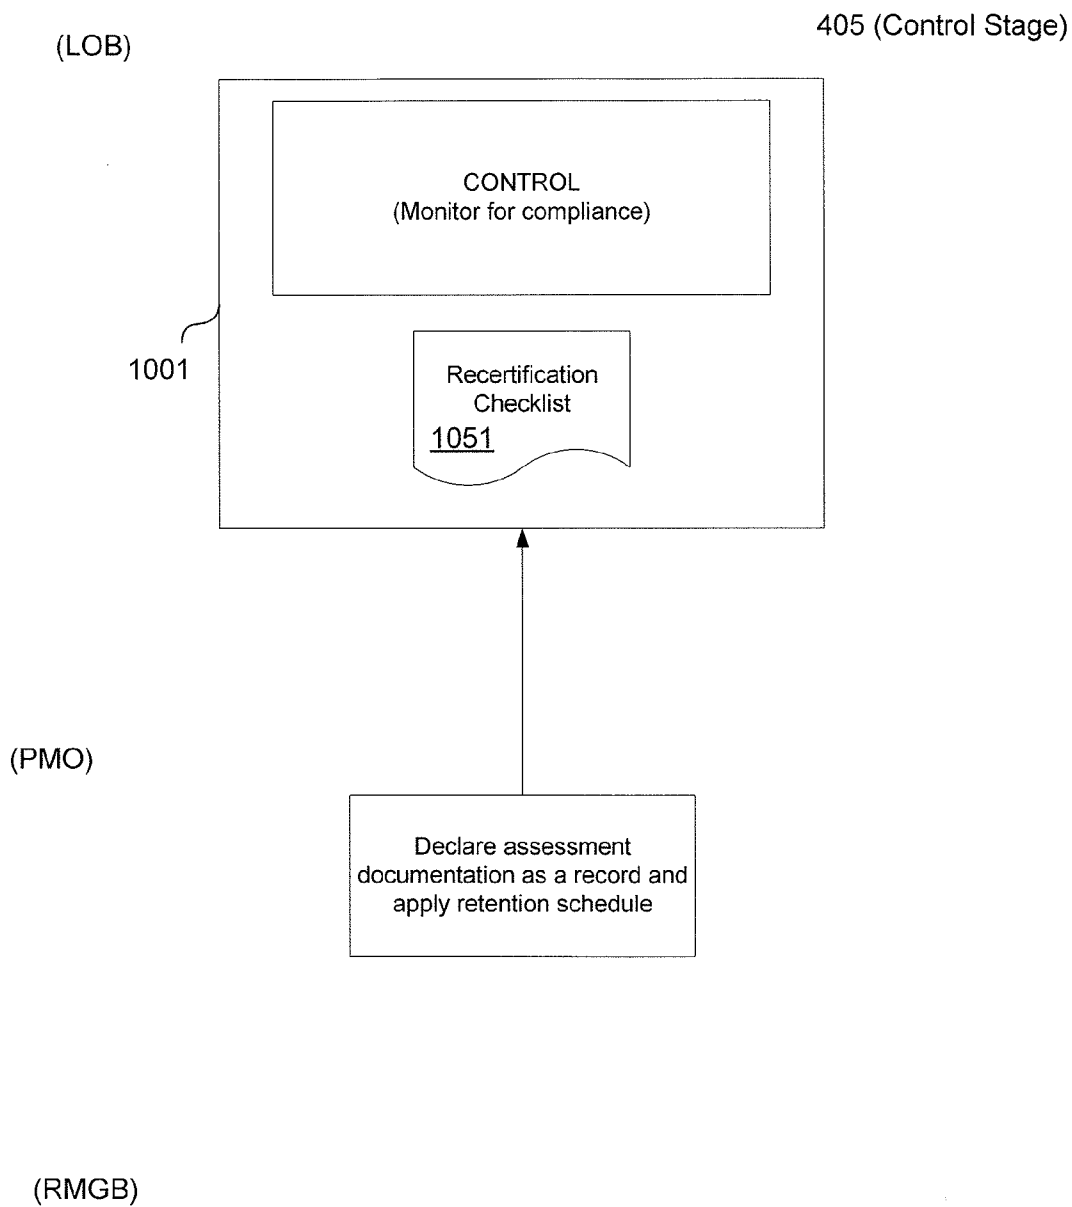 405 (Control Stage)
(LOB)
CONTROL
(Monitor for compliance)
1001
Recertification
Checklist
1051
(PMO)
Declare assessment
documentation as a record and
apply retention schedule
(RMGB)